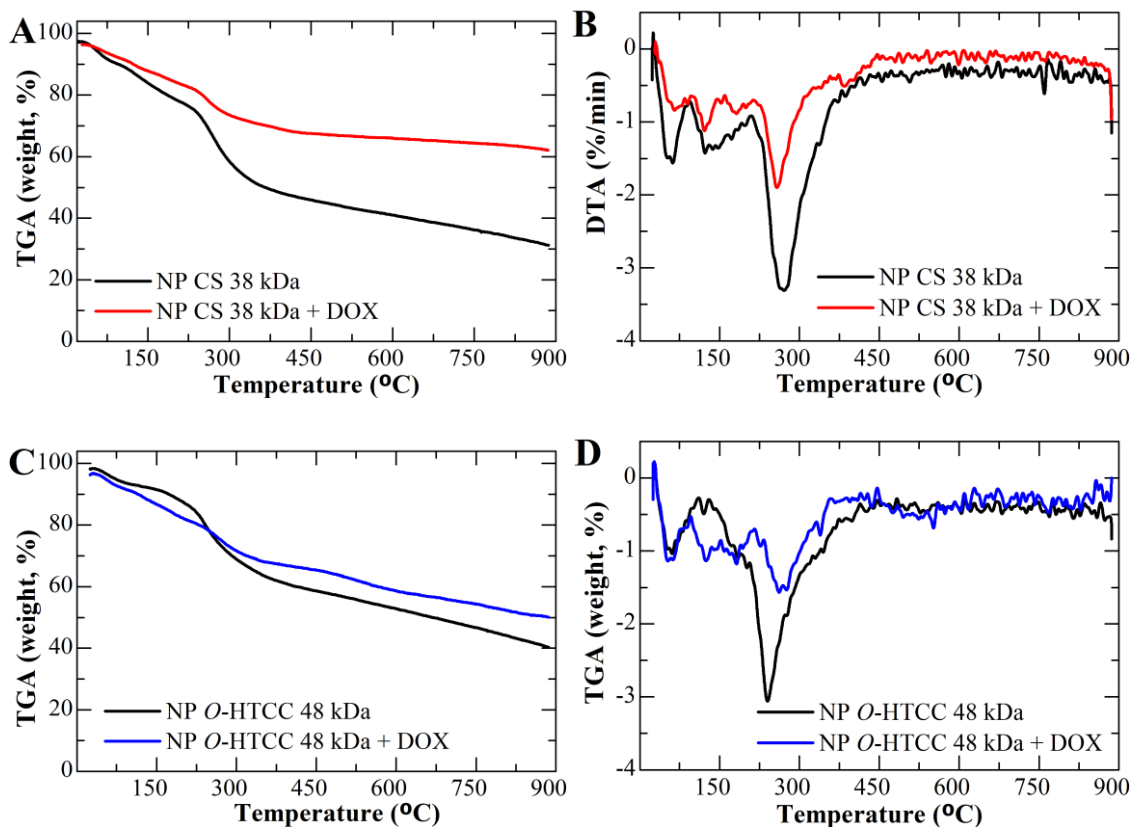 A
TGA (weight, %)
100
80
60
40
20
0
NP CS 38 kDa
NP CS 38 kDa + DOX
150 300 450 600 750 900
Temperature (ºC)
B
DTA (%/min)
0
-1
-2
-3
-4
NP CS 38 kDa
NP CS 38 kDa + DOX
150 300 450 600 750 900
Temperature (ºC)
C
TGA (weight, %)
100
80
60
40
20
0
NP O-HTCC 48 kDa
NP O-HTCC 48 kDa + DOX
150 300 450 600 750 900
Temperature (ºC)
D
TGA (weight, %)
0
-1
-2
-3
-4
NP O-HTCC 48 kDa
NP O-HTCC 48 kDa + DOX
150 300 450 600 750 900
Temperature (ºC)